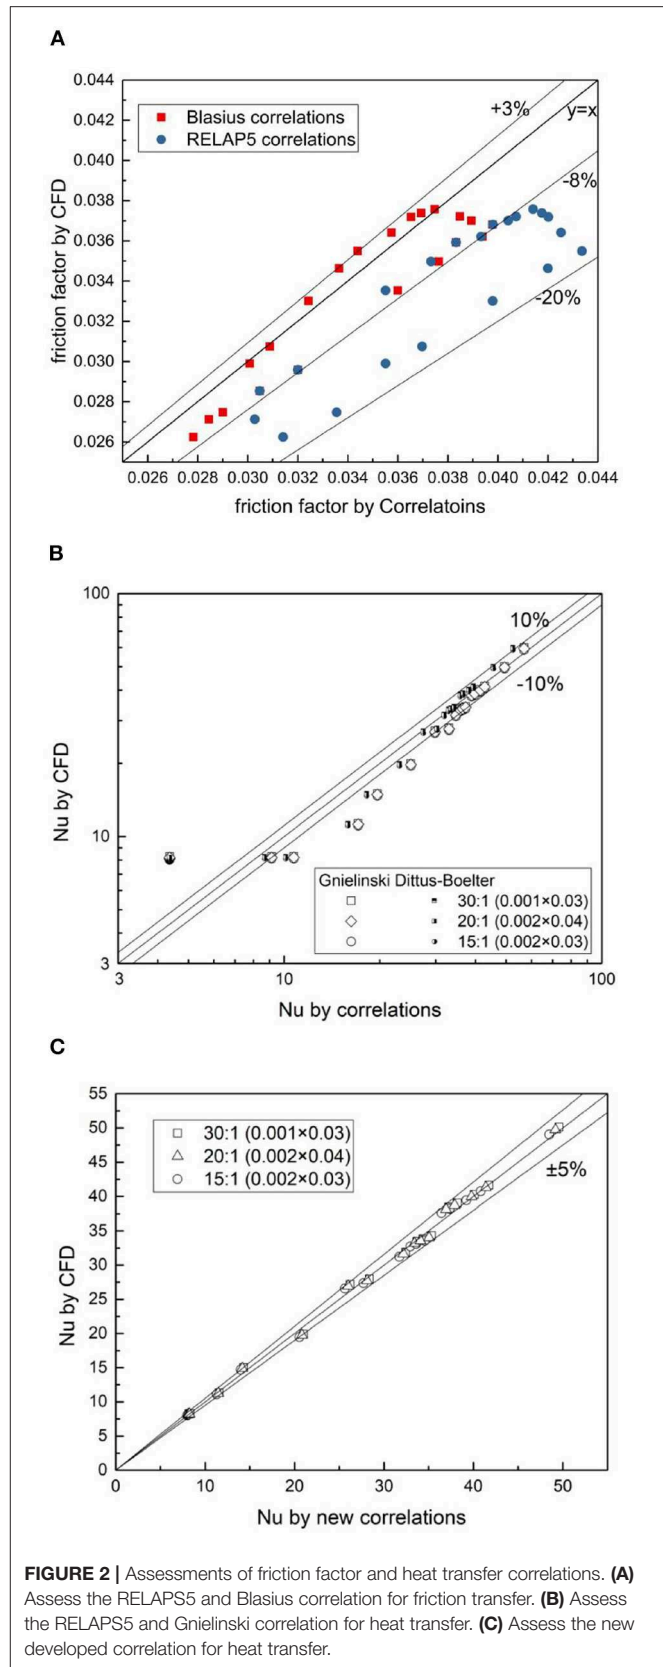 A
0.044
0.042
0.040
0.038
0.036
0.034
0.032
0.030
0.028
0.026
friction factor by CFD
Blasius correlations
RELAP5 correlations
+3%
y=x
-8%
-20%
0.026 0.028 0.030 0.032 0.034 0.036 0.038 0.040 0.042 0.044
friction factor by Correlatoins
B
100
10
3
Nu by CFD
10%
-10%
Gnielinski Dittus-Boelter
30:1 (0.001×0.03)
20:1 (0.002×0.04)
15:1 (0.002×0.03)
3 10 100
Nu by correlations
C
55
50
45
40
35
30
25
20
15
10
5
0
Nu by CFD
30:1 (0.001×0.03)
20:1 (0.002×0.04)
15:1 (0.002×0.03)
±5%
0 10 20 30 40 50
Nu by new correlations
FIGURE 2 | Assessments of friction factor and heat transfer correlations. (A)
Assess the RELAPS5 and Blasius correlation for friction transfer. (B) Assess
the RELAPS5 and Gnielinski correlation for heat transfer. (C) Assess the new
developed correlation for heat transfer.